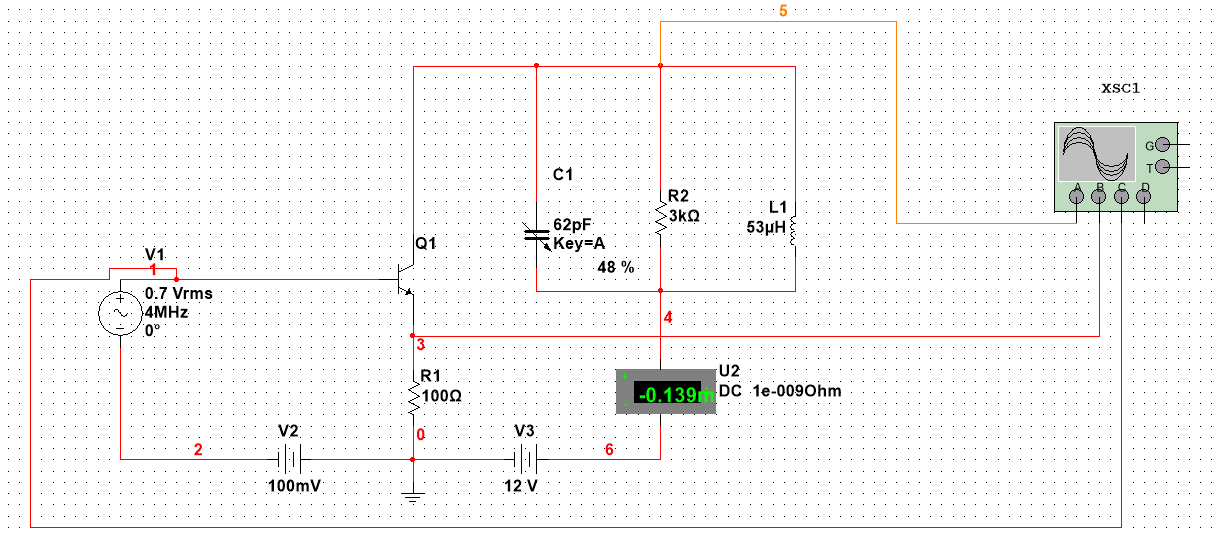 5
XSC1
G
T
A B C D
C1
62pF
Key=A
48 %
R2
3kΩ
L1
53µH
Q1
V1
1
0.7 Vrms
4MHz
0°
4
3
R1
100Ω
U2
DC 1e-009Ohm
-0.139m
0
2
V2
100mV
V3
12 V
6